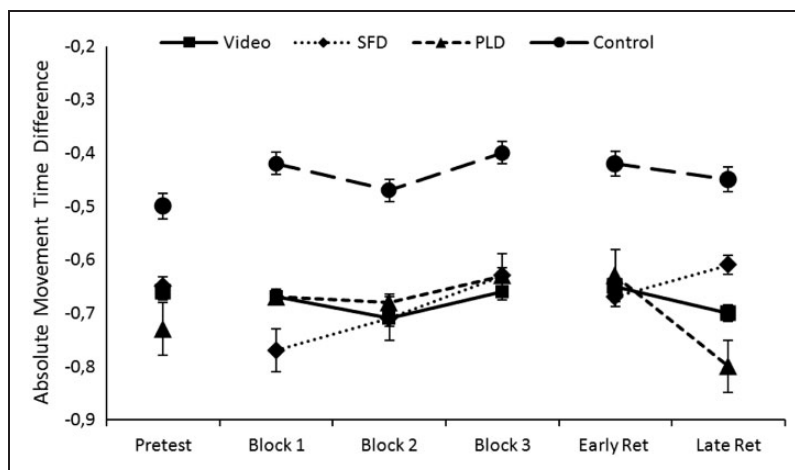 Video SFD PLD Control
Absolute Movement Time Difference
-0,2
-0,3
-0,4
-0,5
-0,6
-0,7
-0,8
-0,9
Pretest Block 1 Block 2 Block 3 Early Ret Late Ret